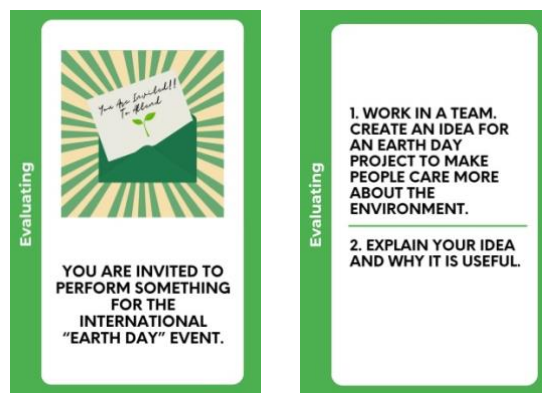 Evaluating
You Are Invited!!
To Attend
YOU ARE INVITED TO
PERFORM SOMETHING
FOR THE
INTERNATIONAL
“EARTH DAY” EVENT.
Evaluating
1. WORK IN A TEAM.
CREATE AN IDEA FOR
AN EARTH DAY
PROJECT TO MAKE
PEOPLE CARE MORE
ABOUT THE
ENVIRONMENT.
2. EXPLAIN YOUR IDEA
AND WHY IT IS USEFUL.